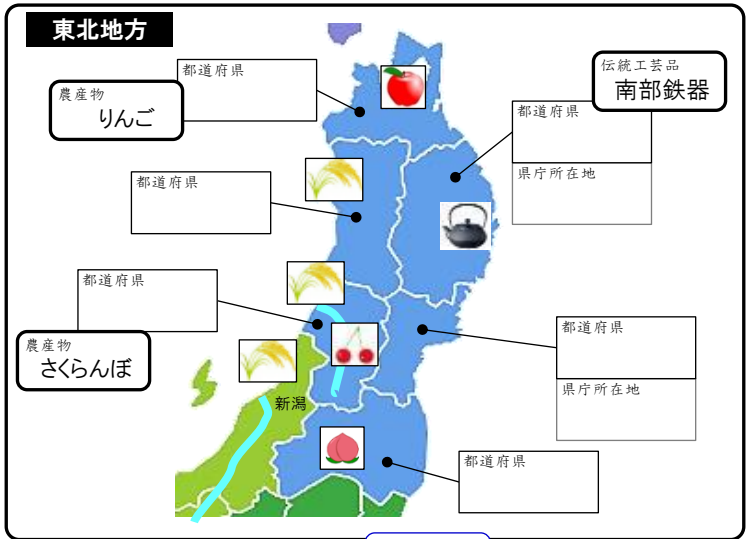 東北地方
都道府県
農産物
りんご
伝統工芸品
南部鉄器
都道府県
県庁所在地
都道府県
都道府県
農産物
さくらんぼ
都道府県
県庁所在地
新潟
都道府県